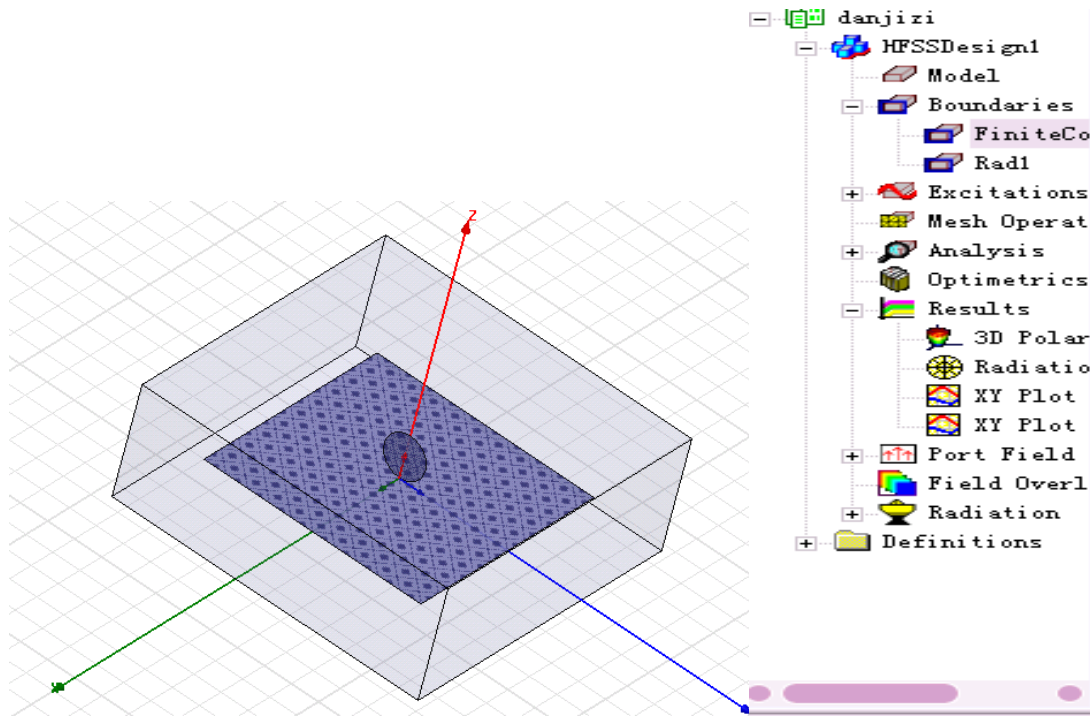 danjizi
HFSSDesign1
Model
Boundaries
FiniteCo
Rad1
Excitations
Mesh Operat
Analysis
Optimetrics
Results
3D Polar
Radiatio
XY Plot
XY Plot
Port Field
Field Overl
Radiation
Definitions
Z